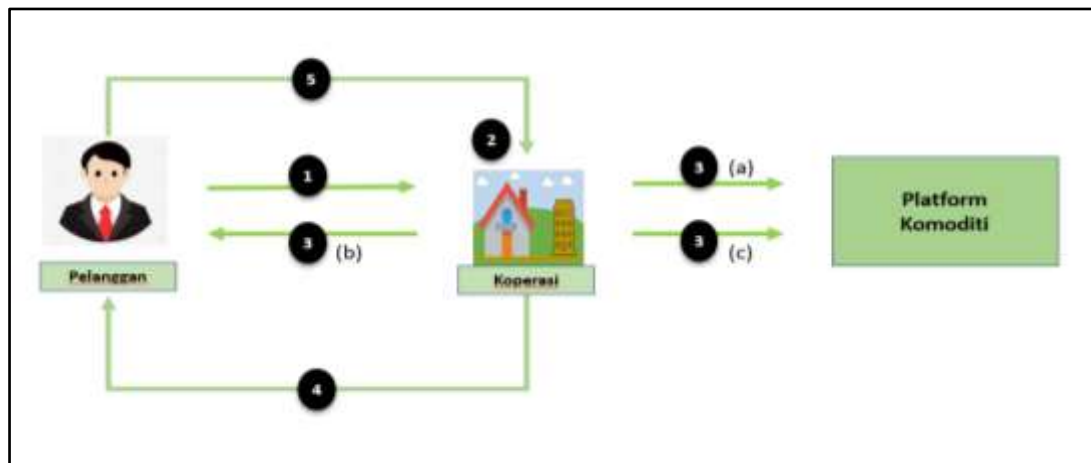 5
2
1
3 (a)
Platform
Komoditi
3 (b)
3 (c)
Pelanggan
Koperasi
4